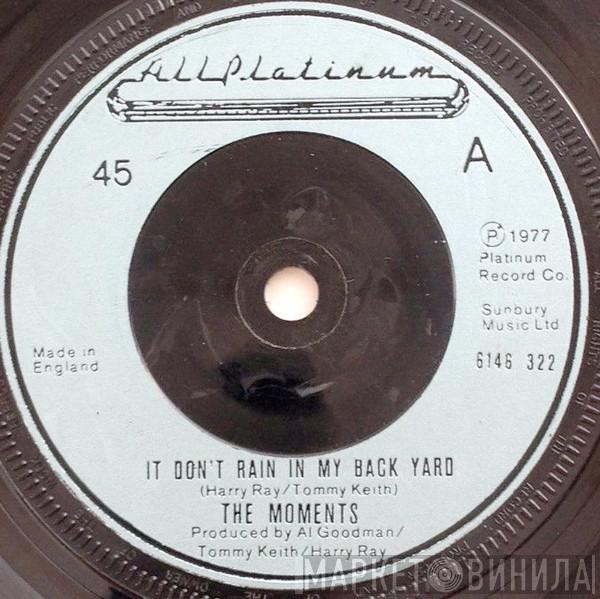 All Platinum
45
A
Ⓟ 1977
Platinum
Record Co.
Sunbury
Music Ltd
Made in
England
6146 322
IT DON'T RAIN IN MY BACK YARD
(Harry Ray/Tommy Keith)
THE MOMENTS
Produced by Al Goodman/
Tommy Keith/Harry Ray
МАРКЕТ ВИНИЛА